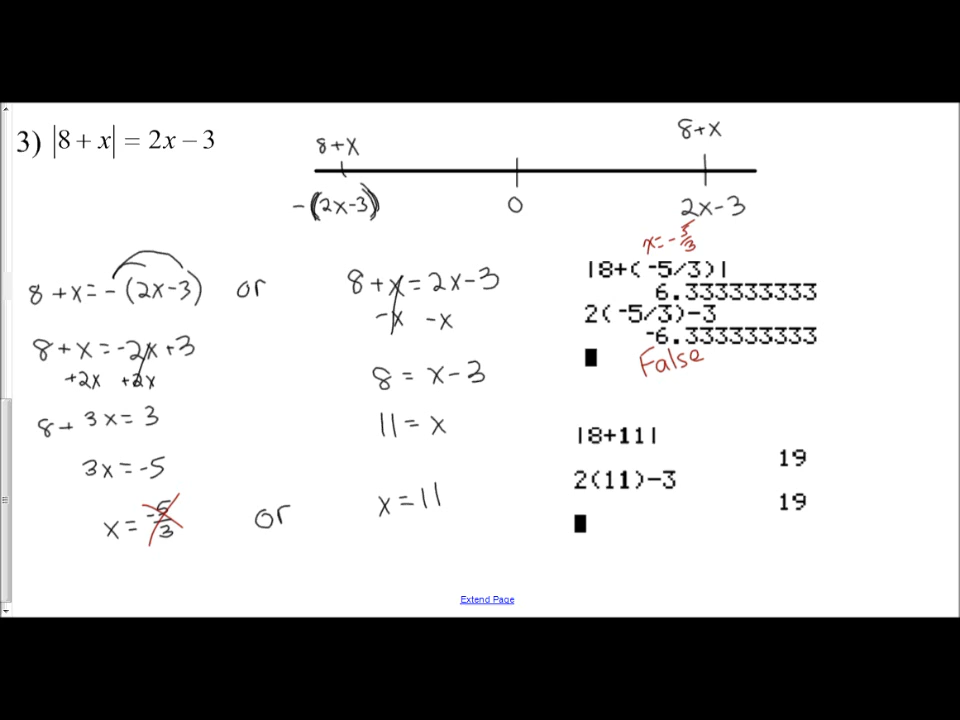 3) |8 + x| = 2x − 3
8+x 8+x
-(2x-3) 0 2x-3
x=-5/3
8+x=-(2x-3) or 8+x=2x-3
-x -x
8+x=-2x+3
+2x +2x
8=x-3
8+3x=3
11=x
3x=-5
x=-5/3 or x=11
|8+(-5/3)|
6.333333333
2(-5/3)-3
-6.333333333
False
|8+11|
19
2(11)-3
19
Extend Page